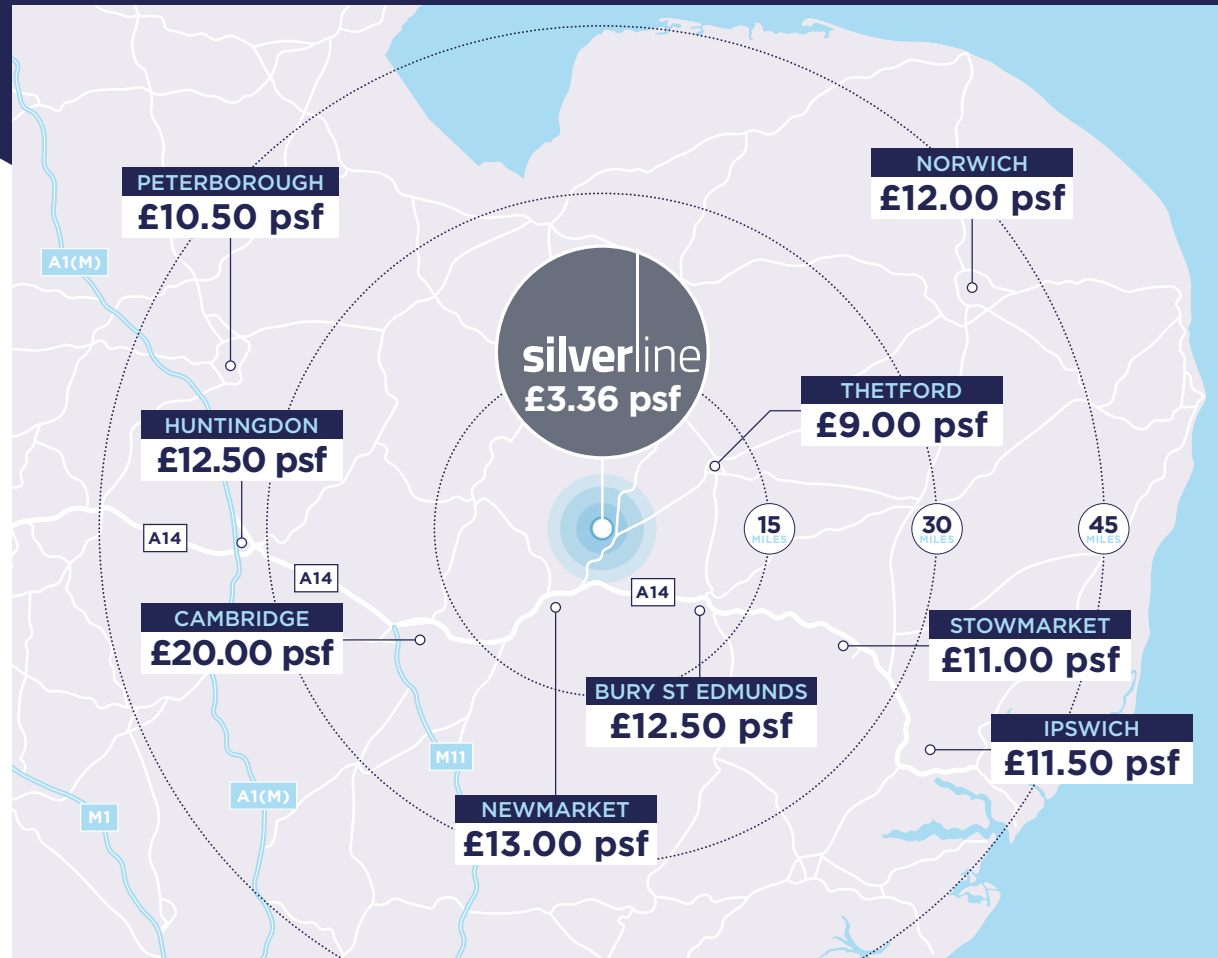 PETERBOROUGH
£10.50 psf
NORWICH
£12.00 psf
A1(M)
silverline
£3.36 psf
THETFORD
£9.00 psf
HUNTINGDON
£12.50 psf
15
MILES
30
MILES
45
MILES
A14
A14
A14
CAMBRIDGE
£20.00 psf
STOWMARKET
£11.00 psf
BURY ST EDMUNDS
£12.50 psf
IPSWICH
£11.50 psf
M11
A1(M)
M1
NEWMARKET
£13.00 psf